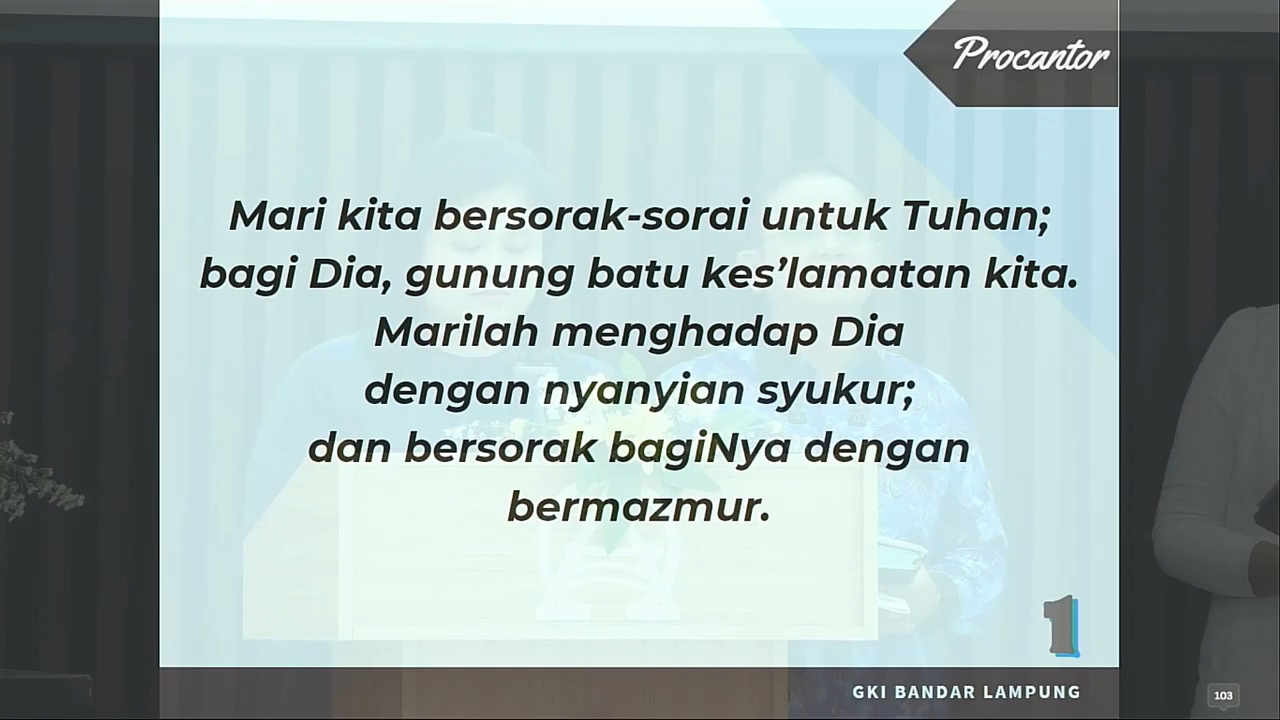 Procantor
Mari kita bersorak-sorai untuk Tuhan;
bagi Dia, gunung batu kes’lamatan kita.
Marilah menghadap Dia
dengan nyanyian syukur;
dan bersorak bagiNya dengan
bermazmur.
1
GKI BANDAR LAMPUNG
103